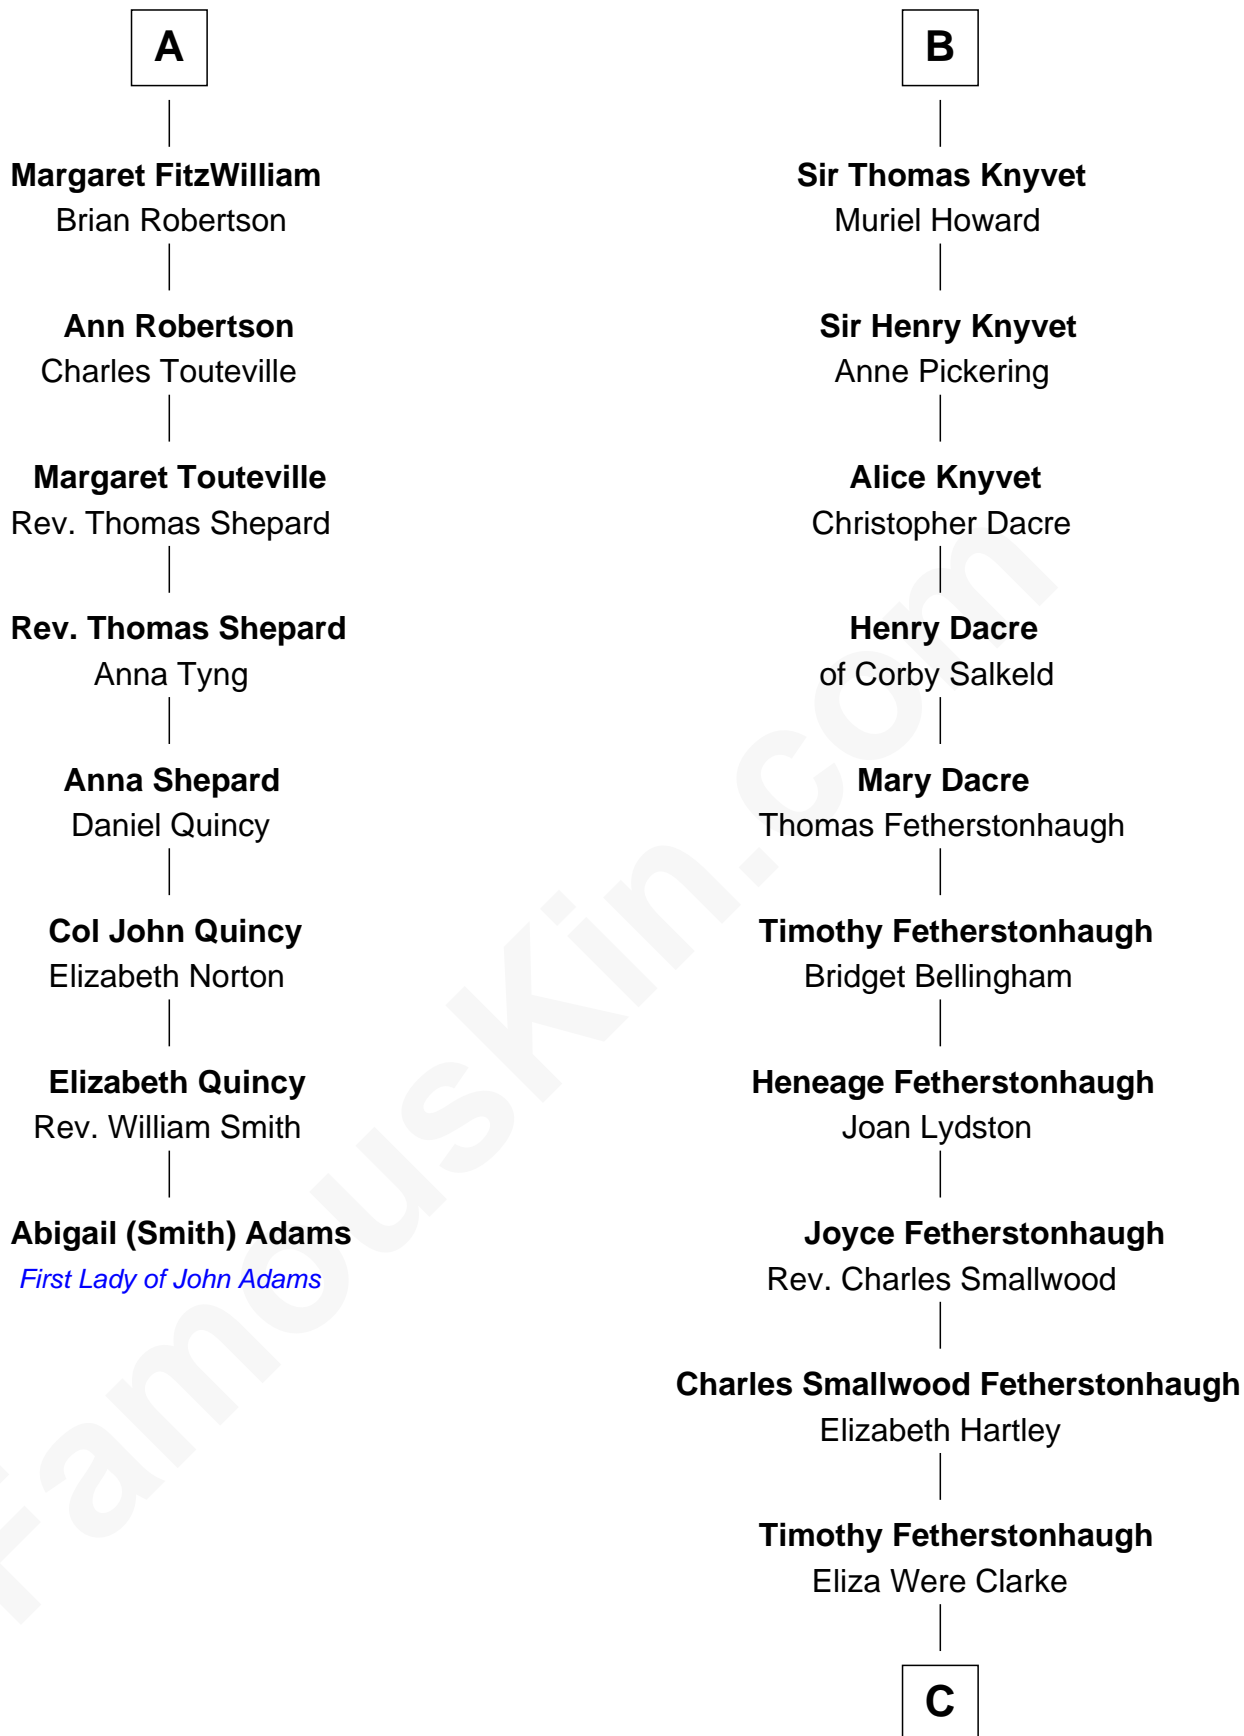 A
Margaret FitzWilliam
Brian Robertson
Ann Robertson
Charles Touteville
Margaret Touteville
Rev. Thomas Shepard
Rev. Thomas Shepard
Anna Tyng
Anna Shepard
Daniel Quincy
Col John Quincy
Elizabeth Norton
Elizabeth Quincy
Rev. William Smith
Abigail (Smith) Adams
First Lady of John Adams
B
Sir Thomas Knyvet
Muriel Howard
Sir Henry Knyvet
Anne Pickering
Alice Knyvet
Christopher Dacre
Henry Dacre
of Corby Salkeld
Mary Dacre
Thomas Fetherstonhaugh
Timothy Fetherstonhaugh
Bridget Bellingham
Heneage Fetherstonhaugh
Joan Lydston
Joyce Fetherstonhaugh
Rev. Charles Smallwood
Charles Smallwood Fetherstonhaugh
Elizabeth Hartley
Timothy Fetherstonhaugh
Eliza Were Clarke
C
FamousKin.com